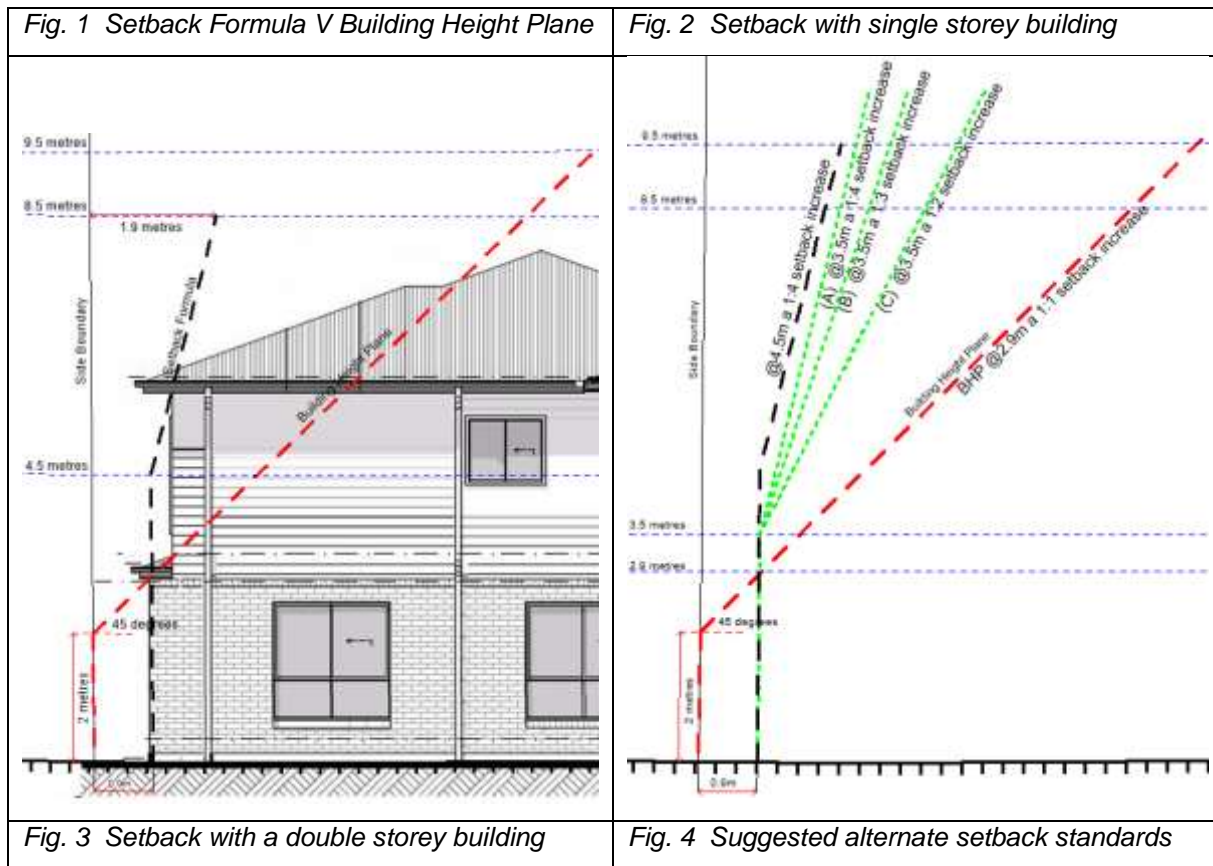 Fig. 1 Setback Formula V Building Height Plane
Fig. 2 Setback with single storey building
9.5 metres
8.5 metres
1.9 metres
Side Boundary
Setback Formula
Building Height Plane
4.5 metres
45 degrees
2 metres
0.9m
9.5 metres
8.5 metres
@4.5m a 1:4 setback increase
(A) @3.5m a 1:4 setback increase
(B) @3.5m a 1:3 setback increase
(C) @3.5m a 1:2 setback increase
Side Boundary
Building Height Plane
BHP @2.9m a 1:1 setback increase
3.5 metres
2.9 metres
45 degrees
2 metres
0.9m
Fig. 3 Setback with a double storey building
Fig. 4 Suggested alternate setback standards